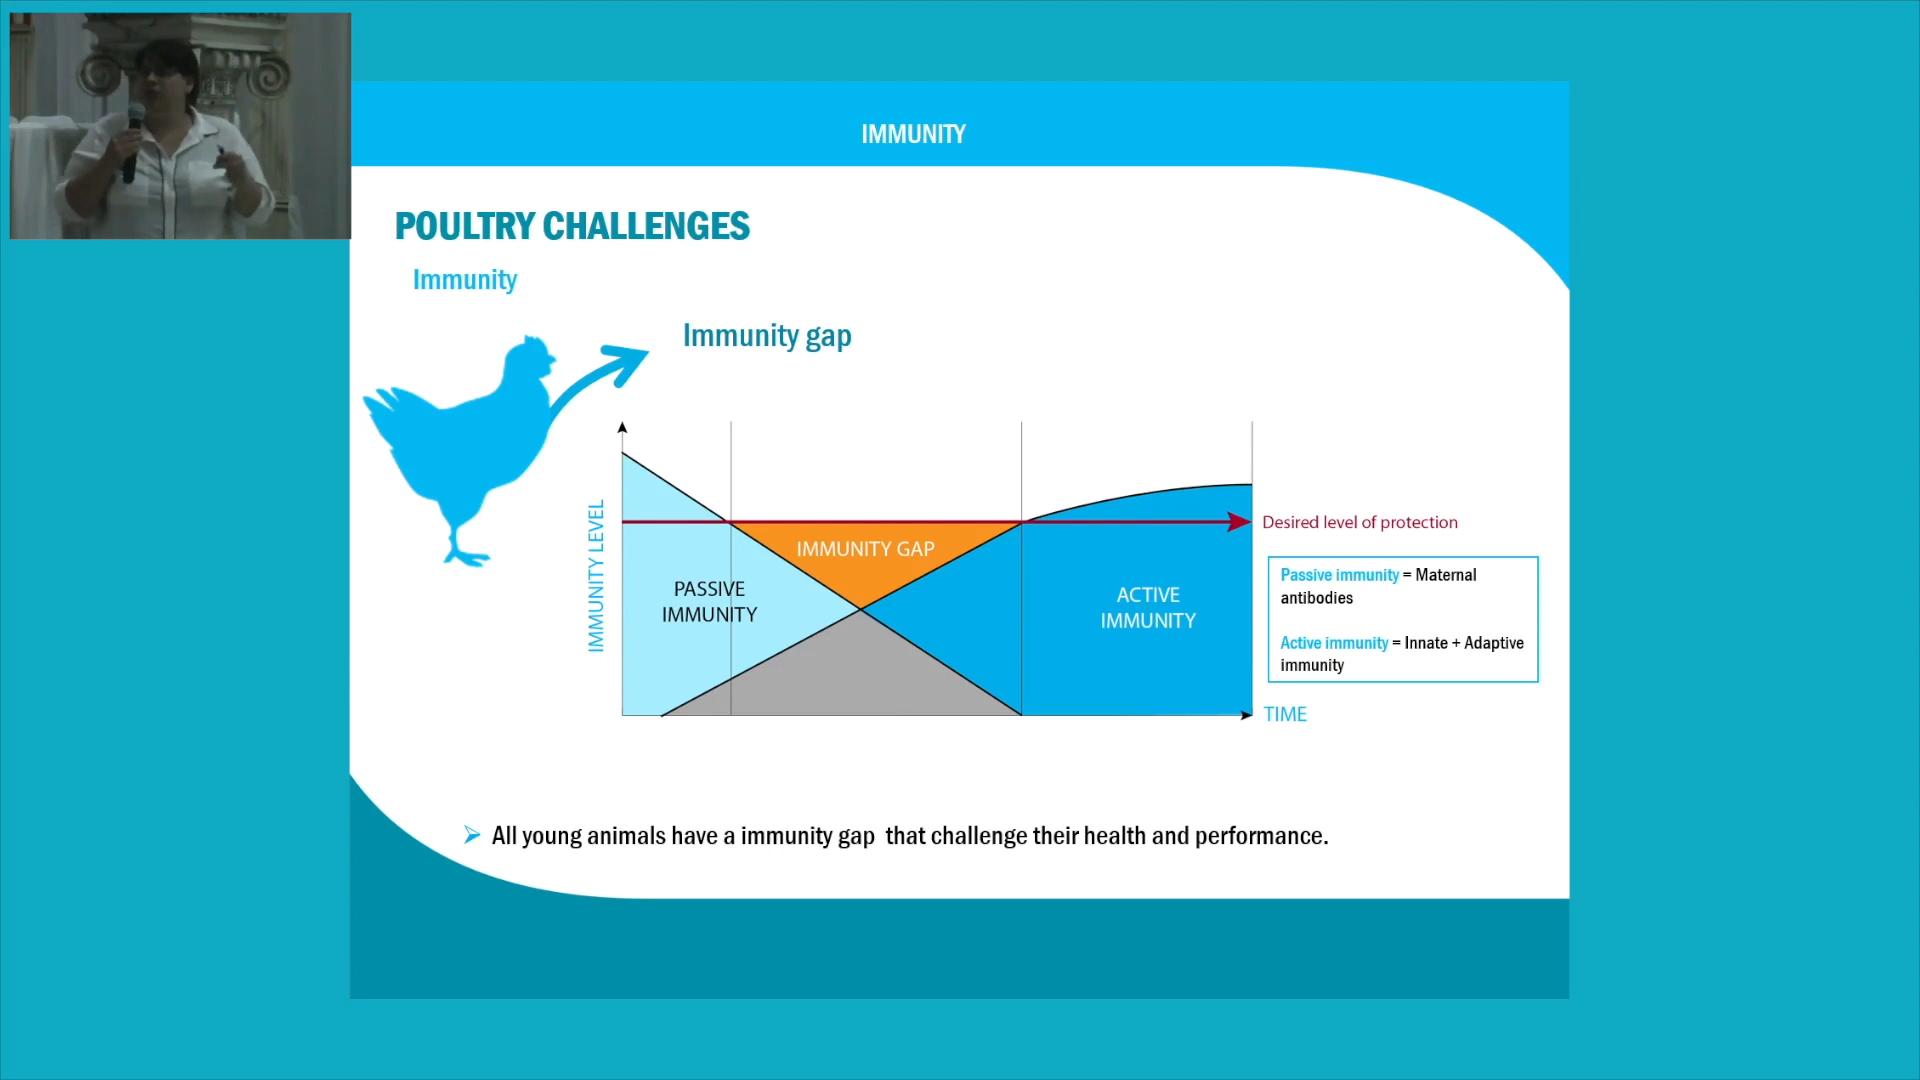 IMMUNITY
POULTRY CHALLENGES
Immunity
Immunity gap
IMMUNITY LEVEL
IMMUNITY GAP
PASSIVE
IMMUNITY
ACTIVE
IMMUNITY
Desired level of protection
Passive immunity = Maternal
antibodies
Active immunity = Innate + Adaptive
immunity
TIME
All young animals have a immunity gap that challenge their health and performance.